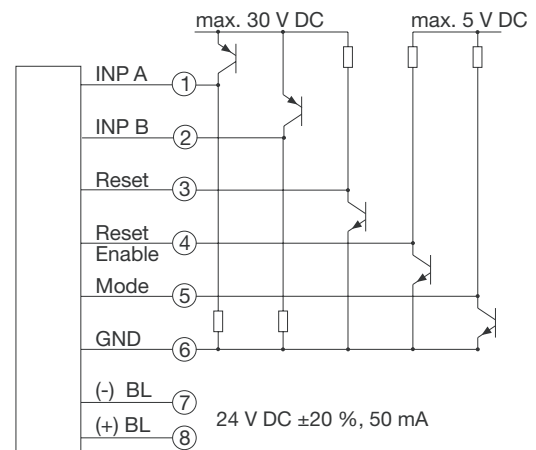 max. 30 V DC max. 5 V DC
INP A 1
INP B 2
Reset 3
Reset 4
Enable
Mode 5
GND 6
(-) BL 7
24 V DC ±20 %, 50 mA
(+) BL 8